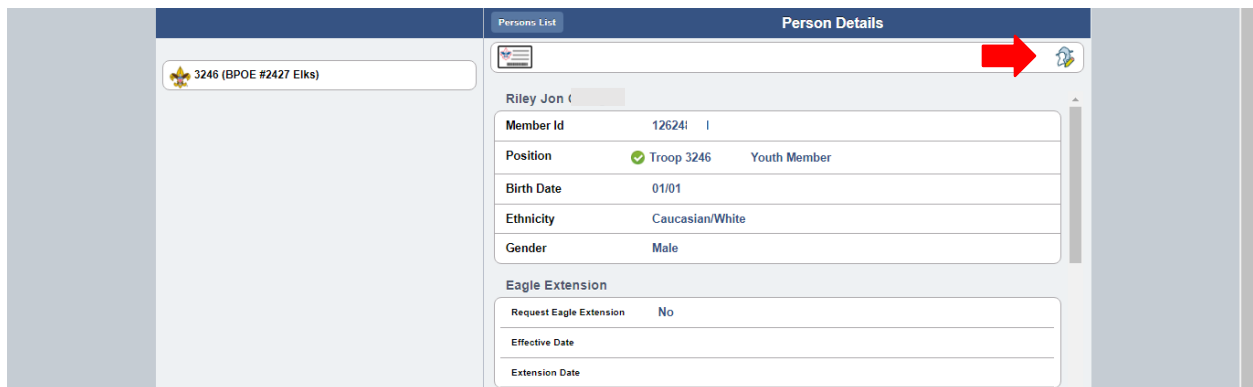 Persons List Person Details
3246 (BPOE #2427 Elks)
Riley Jon
Member Id 12624
Position Troop 3246 Youth Member
Birth Date 01/01
Ethnicity Caucasian/White
Gender Male
Eagle Extension
Request Eagle Extension No
Effective Date
Extension Date